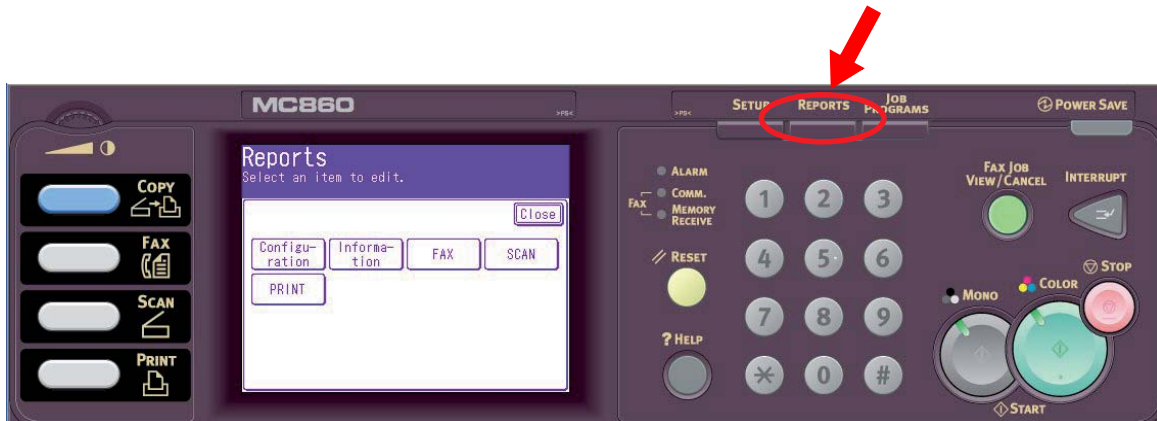 MC860
>PS<
>PS<
SETUP
REPORTS
JOB
PROGRAMS
POWER SAVE
COPY
FAX
SCAN
PRINT
Reports
Select an item to edit.
Close
Configu-
ration
Informa-
tion
FAX
SCAN
PRINT
ALARM
FAX
COMM.
MEMORY
RECEIVE
RESET
? HELP
1
2
3
4
5
6
7
8
9
*
0
#
FAX JOB
VIEW/CANCEL
INTERRUPT
STOP
MONO
COLOR
START